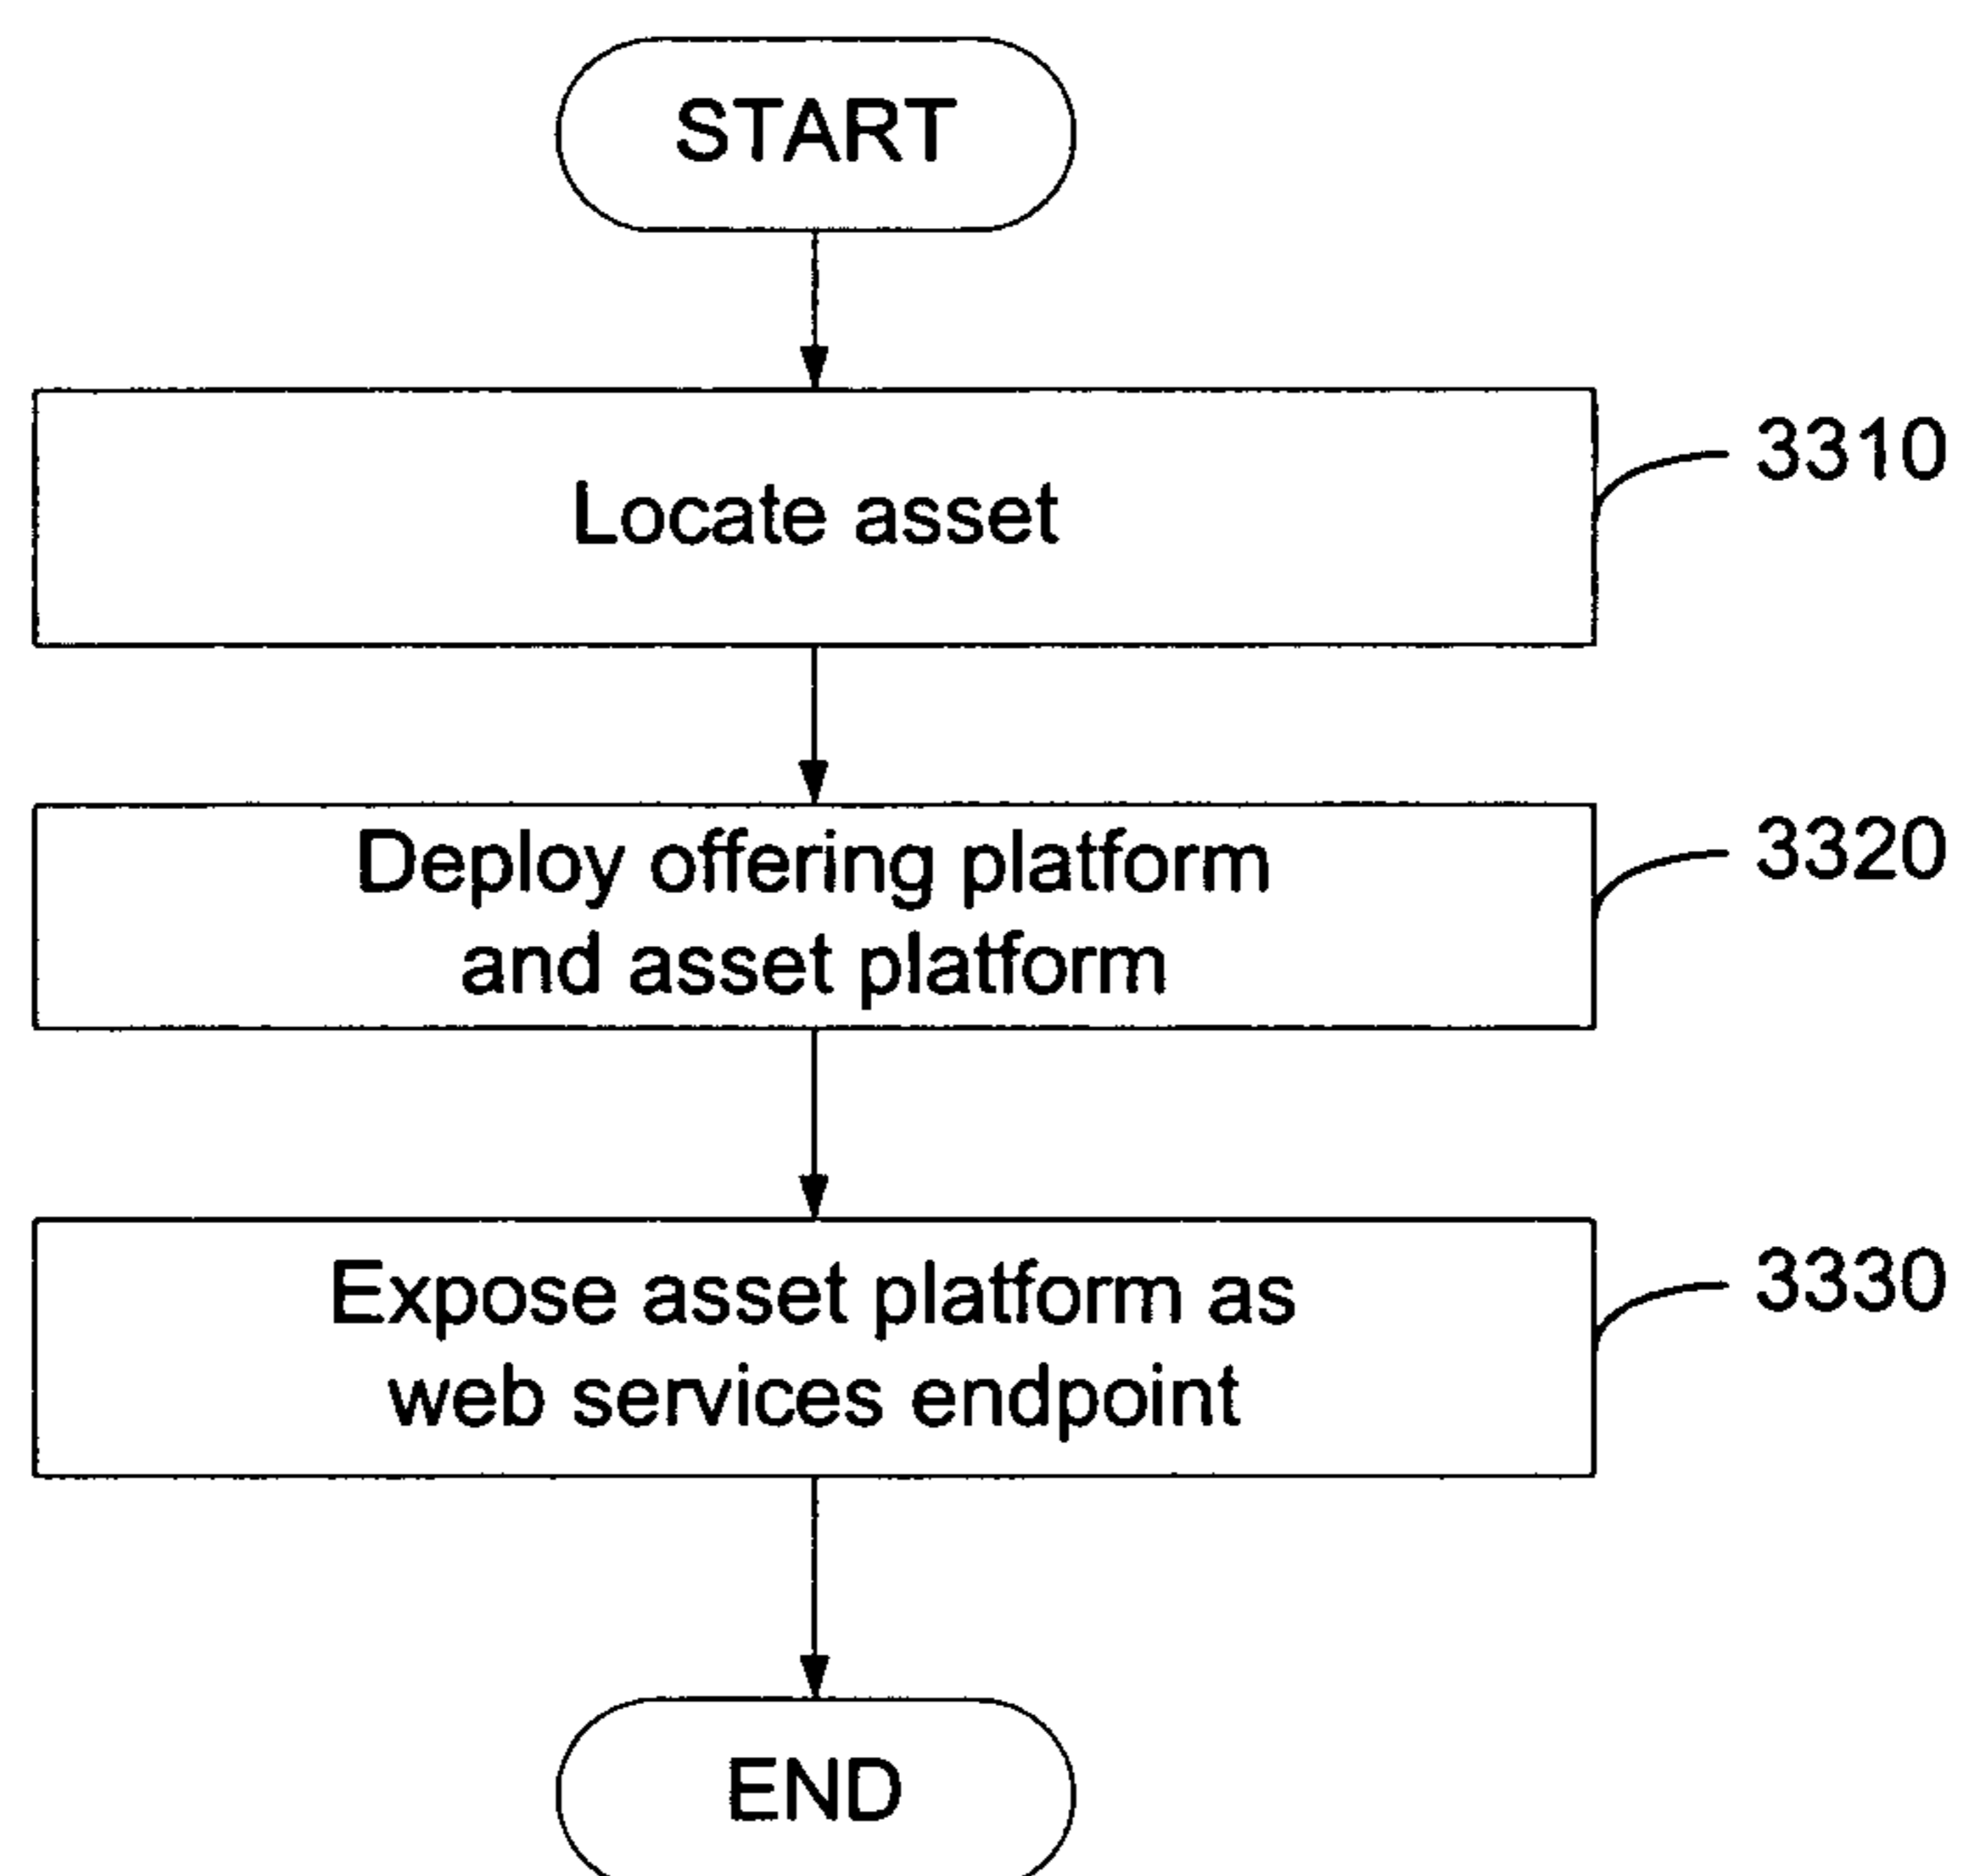 START
Locate asset
3310
Deploy offering platform
and asset platform
3320
Expose asset platform as
web services endpoint
3330
END